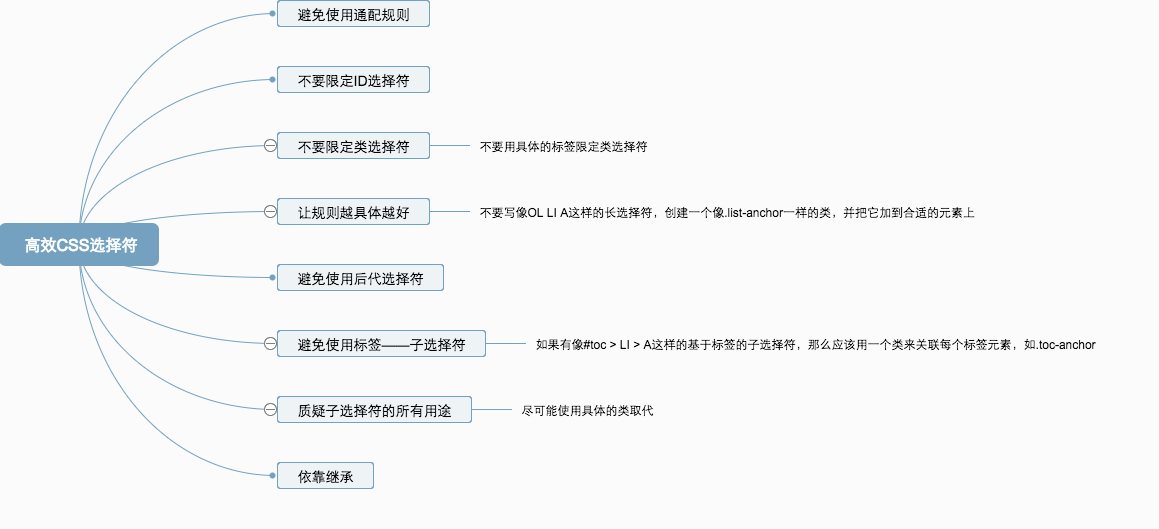 避免使用通配规则
不要限定ID选择符
不要限定类选择符
不要用具体的标签限定类选择符
让规则越具体越好
不要写像OL LI A这样的长选择符，创建一个像.list-anchor一样的类，并把它加到合适的元素上
高效CSS选择符
避免使用后代选择符
避免使用标签——子选择符
如果有像#toc > LI > A这样的基于标签的子选择符，那么应该用一个类来关联每个标签元素，如.toc-anchor
质疑子选择符的所有用途
尽可能使用具体的类取代
依靠继承